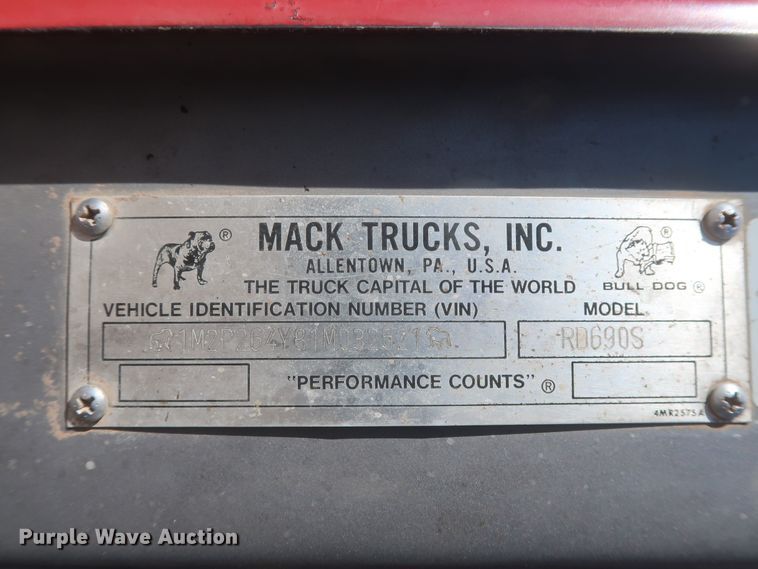 MACK TRUCKS, INC.
ALLENTOWN, PA., U.S.A.
THE TRUCK CAPITAL OF THE WORLD
BULL DOG ®
VEHICLE IDENTIFICATION NUMBER (VIN)
MODEL
RD690S
"PERFORMANCE COUNTS" ®
4MR2575A
Purple Wave Auction